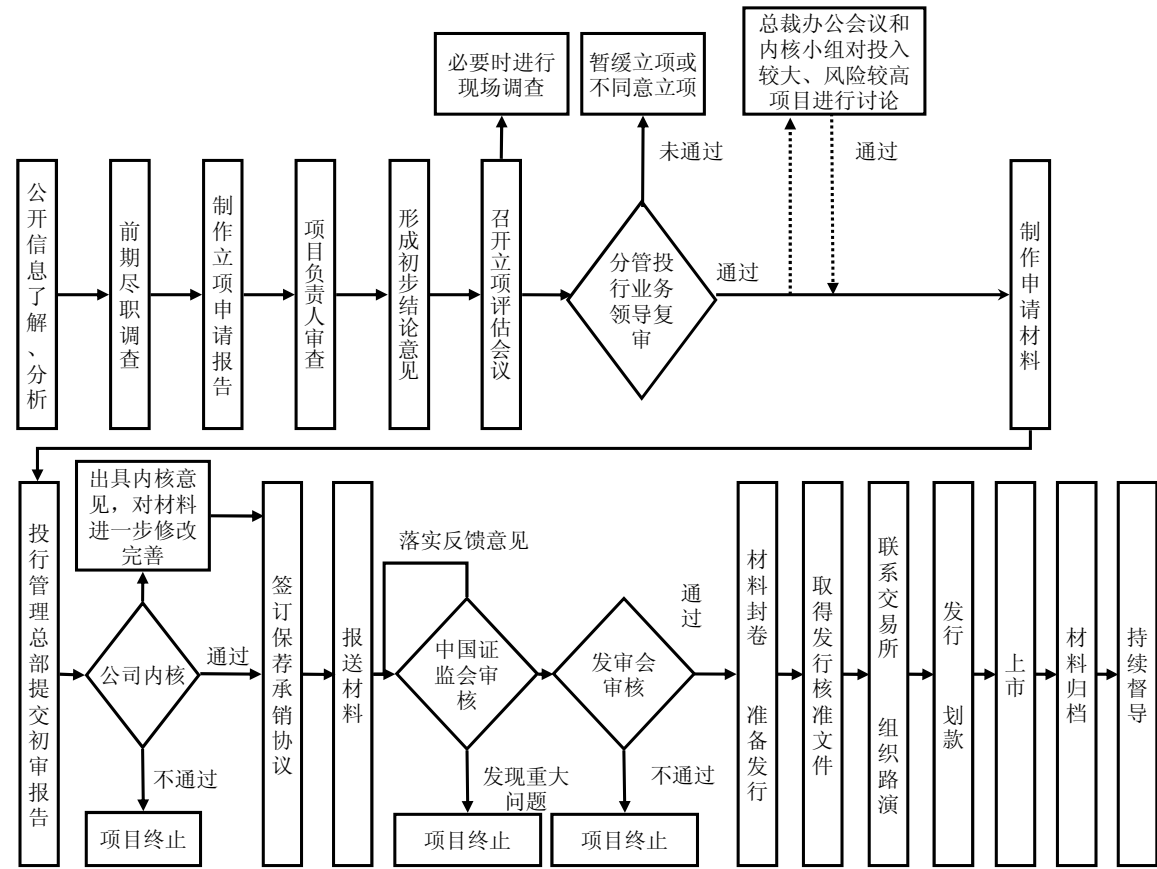 总裁办公会议和
内核小组对投入
较大、风险较高
项目进行讨论
必要时进行
现场调查
暂缓立项或
不同意立项
未通过
通过
公开信息了解、分析
前期尽职调查
制作立项申请报告
项目负责人审查
形成初步结论意见
召开立项评估会议
分管投
行业务
领导复
审
通过
制作申请材料
投行管理总部提交初审报告
出具内核意
见，对材料
进一步修改
完善
公司内核
通过
不通过
项目终止
签订保荐承销协议
报送材料
落实反馈意见
中国证
监会审
核
发现重大
问题
项目终止
发审会
审核
通过
不通过
项目终止
材料封卷 准备发行
取得发行核准文件
联系交易所 组织路演
发行 划款
上市
材料归档
持续督导